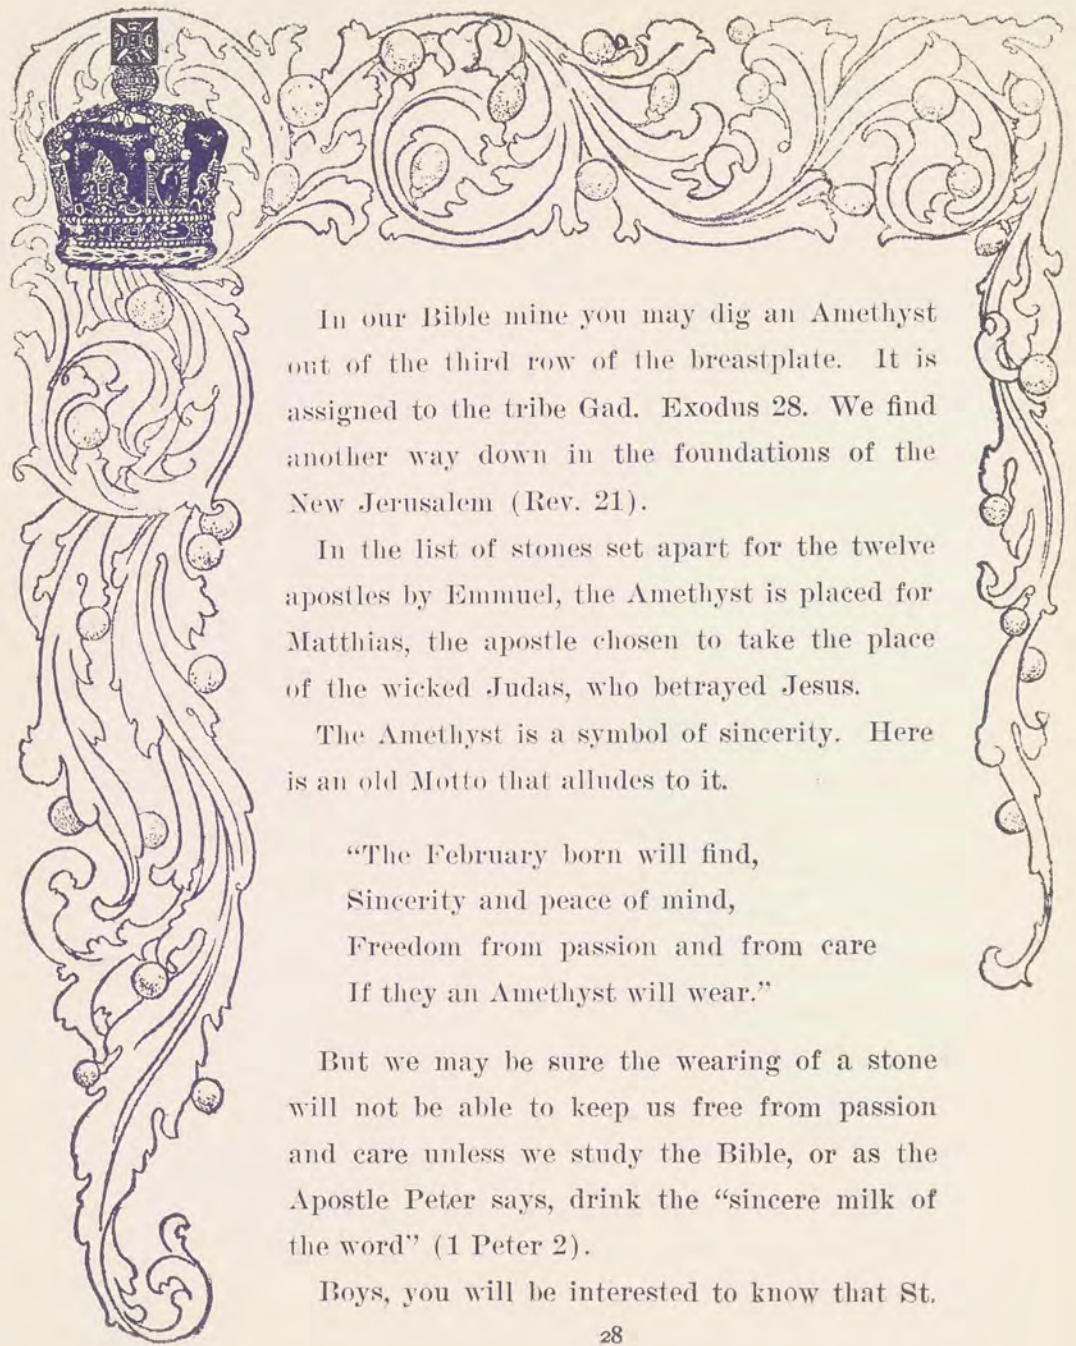 In our Bible mine you may dig an Amethyst
out of the third row of the breastplate. It is
assigned to the tribe Gad. Exodus 28. We find
another way down in the foundations of the
New Jerusalem (Rev. 21).
In the list of stones set apart for the twelve
apostles by Emmuel, the Amethyst is placed for
Matthias, the apostle chosen to take the place
of the wicked Judas, who betrayed Jesus.
The Amethyst is a symbol of sincerity. Here
is an old Motto that alludes to it.
“The February born will find,
Sincerity and peace of mind,
Freedom from passion and from care
If they an Amethyst will wear.”
But we may be sure the wearing of a stone
will not be able to keep us free from passion
and care unless we study the Bible, or as the
Apostle Peter says, drink the “sincere milk of
the word” (1 Peter 2).
Boys, you will be interested to know that St.
28